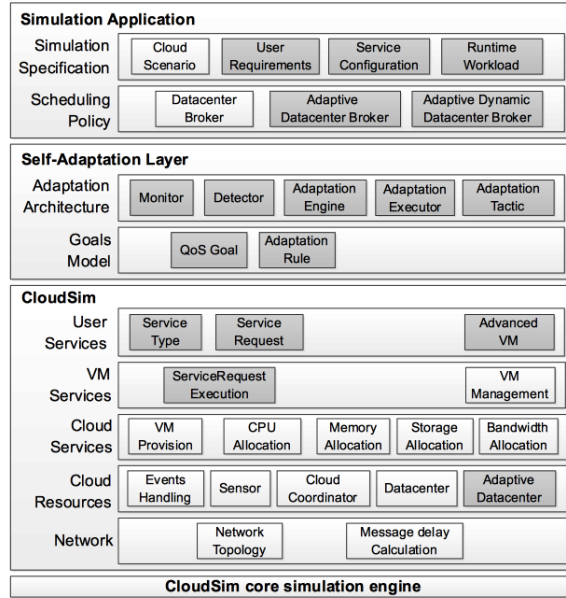 Simulation Application
Simulation
Specification
Cloud
Scenario
User
Requirements
Service
Configuration
Runtime
Workload
Scheduling
Policy
Datacenter
Broker
Adaptive
Datacenter Broker
Adaptive Dynamic
Datacenter Broker
Self-Adaptation Layer
Adaptation
Architecture
Monitor
Detector
Adaptation
Engine
Adaptation
Executor
Adaptation
Tactic
Goals
Model
QoS Goal
Adaptation
Rule
CloudSim
User
Services
Service
Type
Service
Request
Advanced
VM
VM
Services
ServiceRequest
Execution
VM
Management
Cloud
Services
VM
Provision
CPU
Allocation
Memory
Allocation
Storage
Allocation
Bandwidth
Allocation
Cloud
Resources
Events
Handling
Sensor
Cloud
Coordinator
Datacenter
Adaptive
Datacenter
Network
Network
Topology
Message delay
Calculation
CloudSim core simulation engine